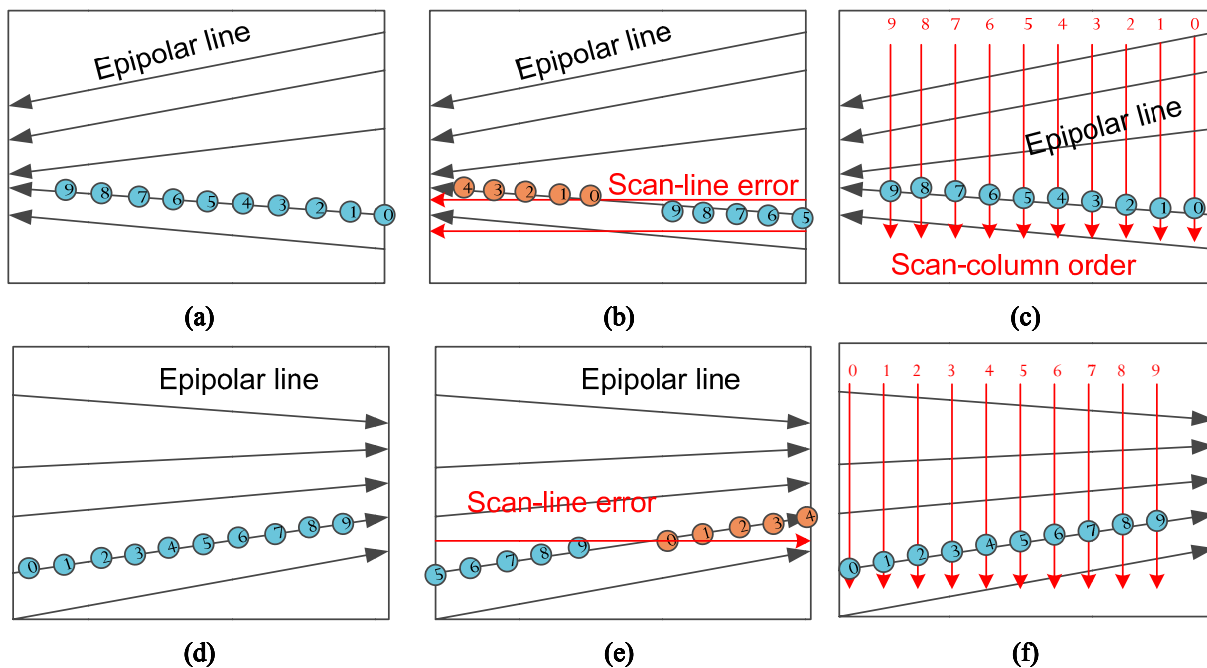 Epipolar line
9 8 7 6 5 4 3 2 1 0
(a)
Epipolar line
Scan-line error
4 3 2 1 0 9 8 7 6 5
(b)
9 8 7 6 5 4 3 2 1 0
Epipolar line
9 8 7 6 5 4 3 2 1 0
Scan-column order
(c)
Epipolar line
0 1 2 3 4 5 6 7 8 9
(d)
Epipolar line
Scan-line error
5 6 7 8 9 0 1 2 3 4
(e)
0 1 2 3 4 5 6 7 8 9
0 1 2 3 4 5 6 7 8 9
(f)